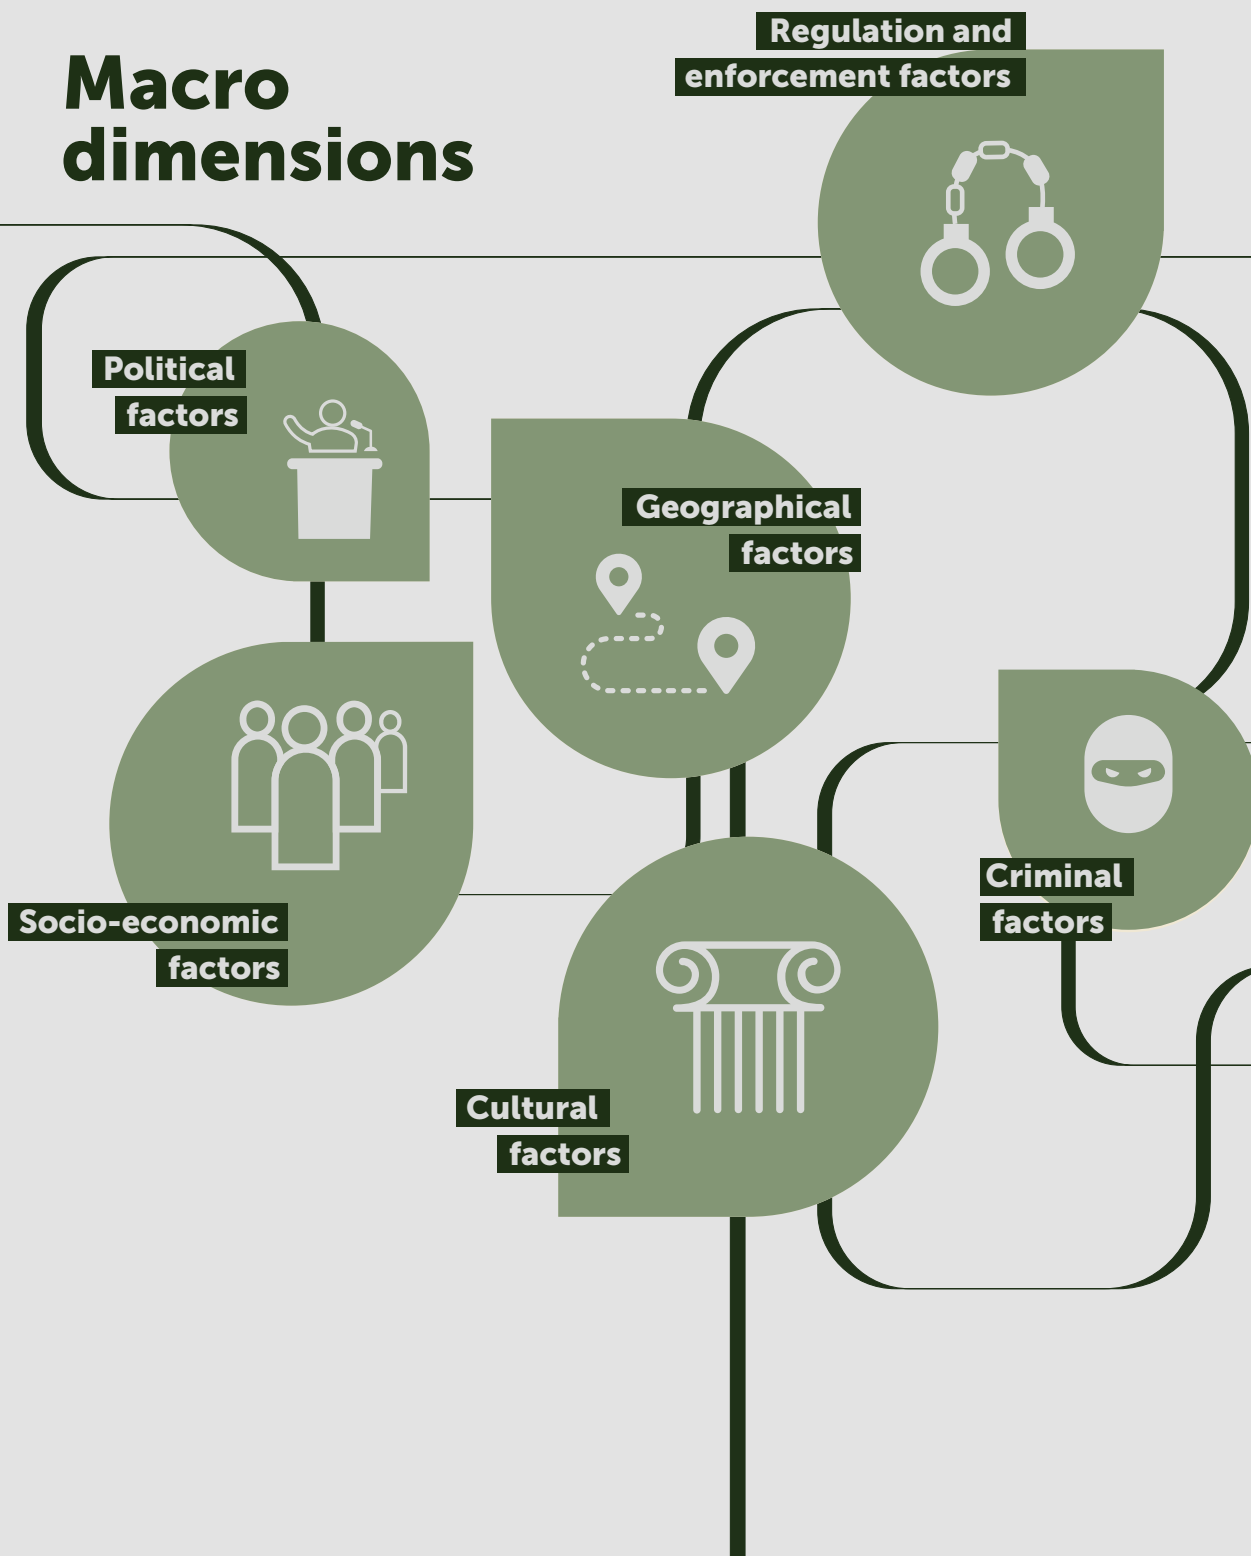 Macro
dimensions
Regulation and
enforcement factors
Political
factors
Geographical
factors
Socio-economic
factors
Criminal
factors
Cultural
factors